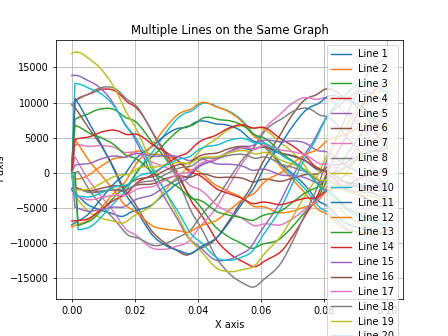 Multiple Lines on the Same Graph
15000
10000
5000
0
−5000
−10000
−15000
0.00
0.02
0.04
0.06
X axis
Line 1
Line 2
Line 3
Line 4
Line 5
Line 6
Line 7
Line 8
Line 9
Line 10
Line 11
Line 12
Line 13
Line 14
Line 15
Line 16
Line 17
Line 18
Line 19
Line 20